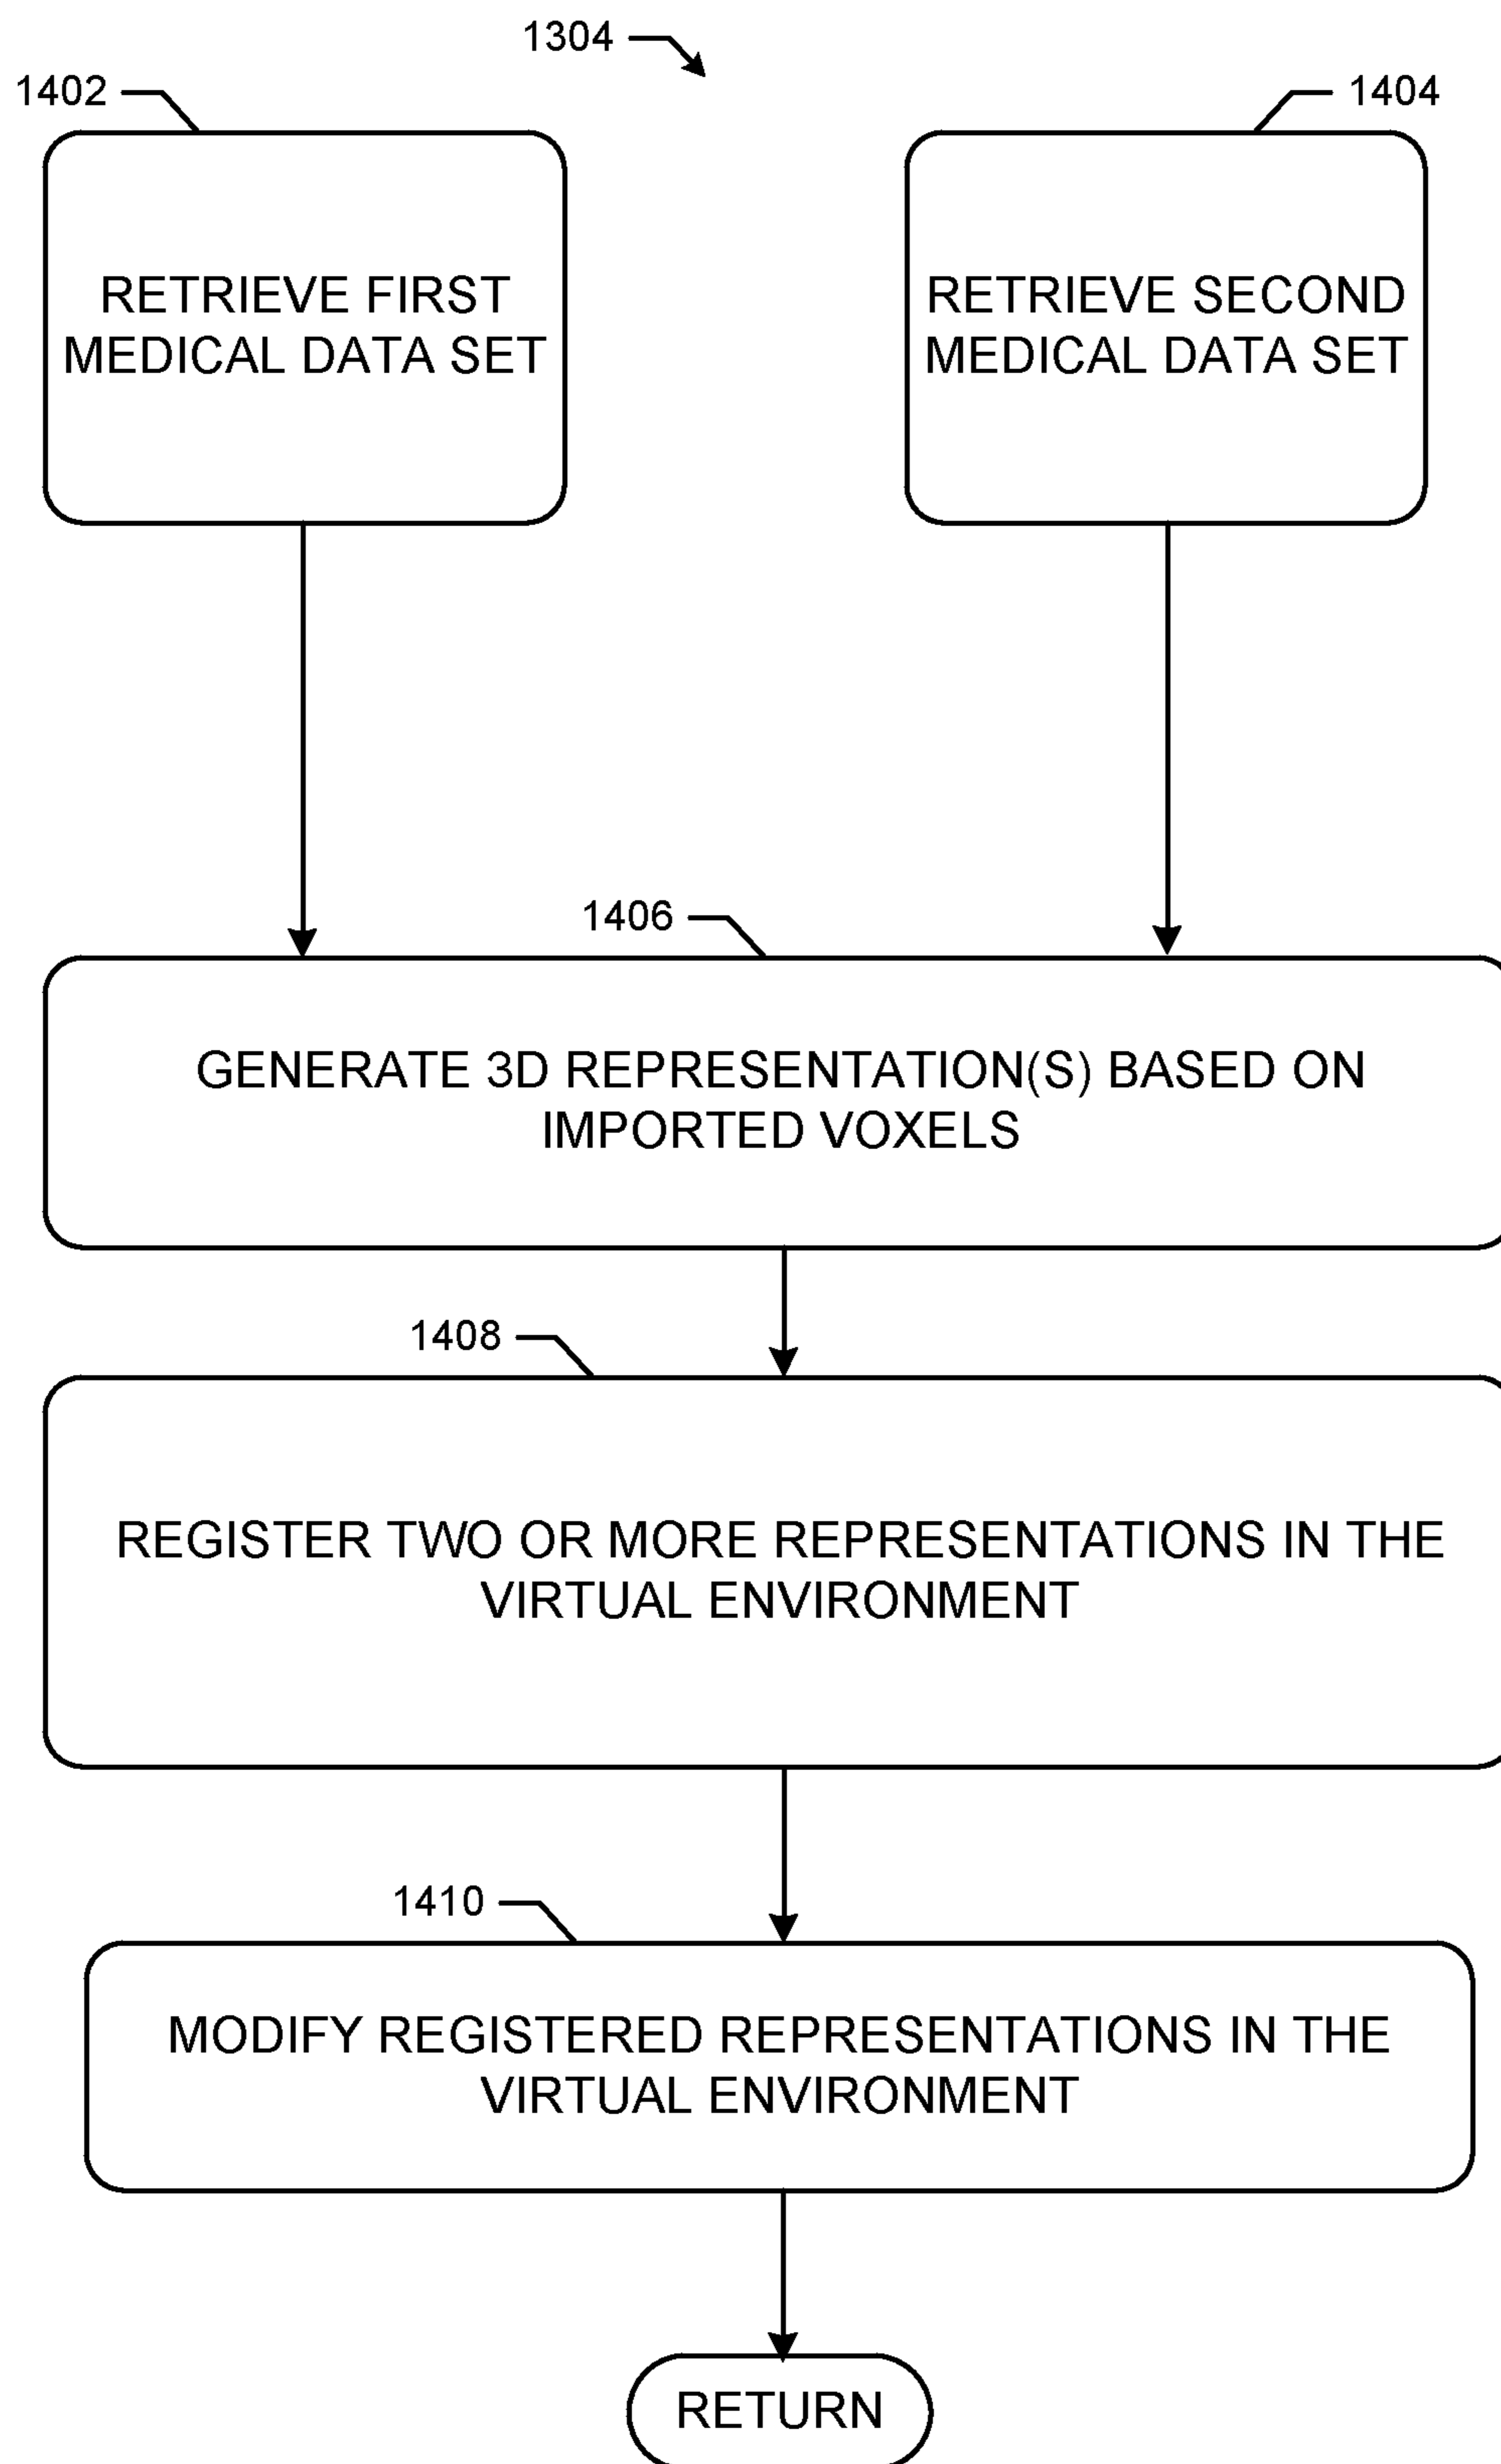 1304
1402
1404
RETRIEVE FIRST
MEDICAL DATA SET
RETRIEVE SECOND
MEDICAL DATA SET
1406
GENERATE 3D REPRESENTATION(S) BASED ON
IMPORTED VOXELS
1408
REGISTER TWO OR MORE REPRESENTATIONS IN THE
VIRTUAL ENVIRONMENT
1410
MODIFY REGISTERED REPRESENTATIONS IN THE
VIRTUAL ENVIRONMENT
RETURN